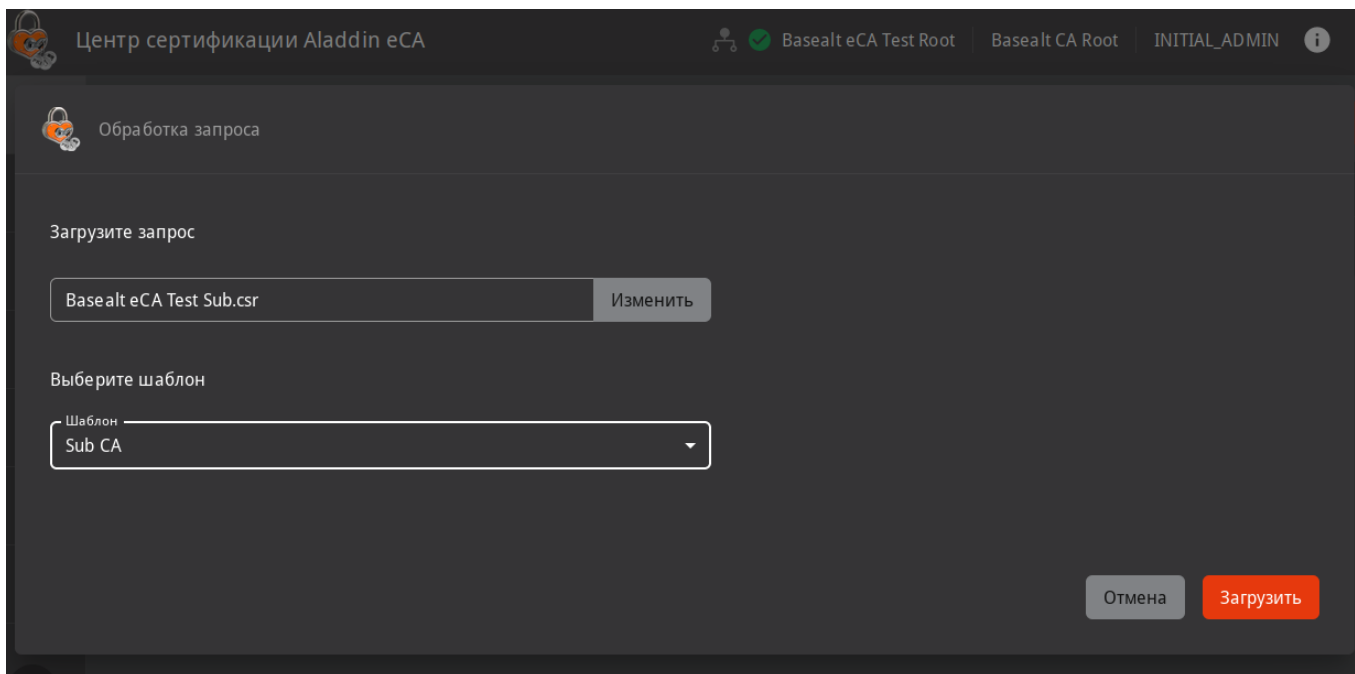 Центр сертификации Aladdin eCA Basealt eCA Test Root Basealt CA Root INITIAL_ADMIN
Обработка запроса
Загрузите запрос
Basealt eCA Test Sub.csr Изменить
Выберите шаблон
Шаблон
Sub CA
Отмена Загрузить